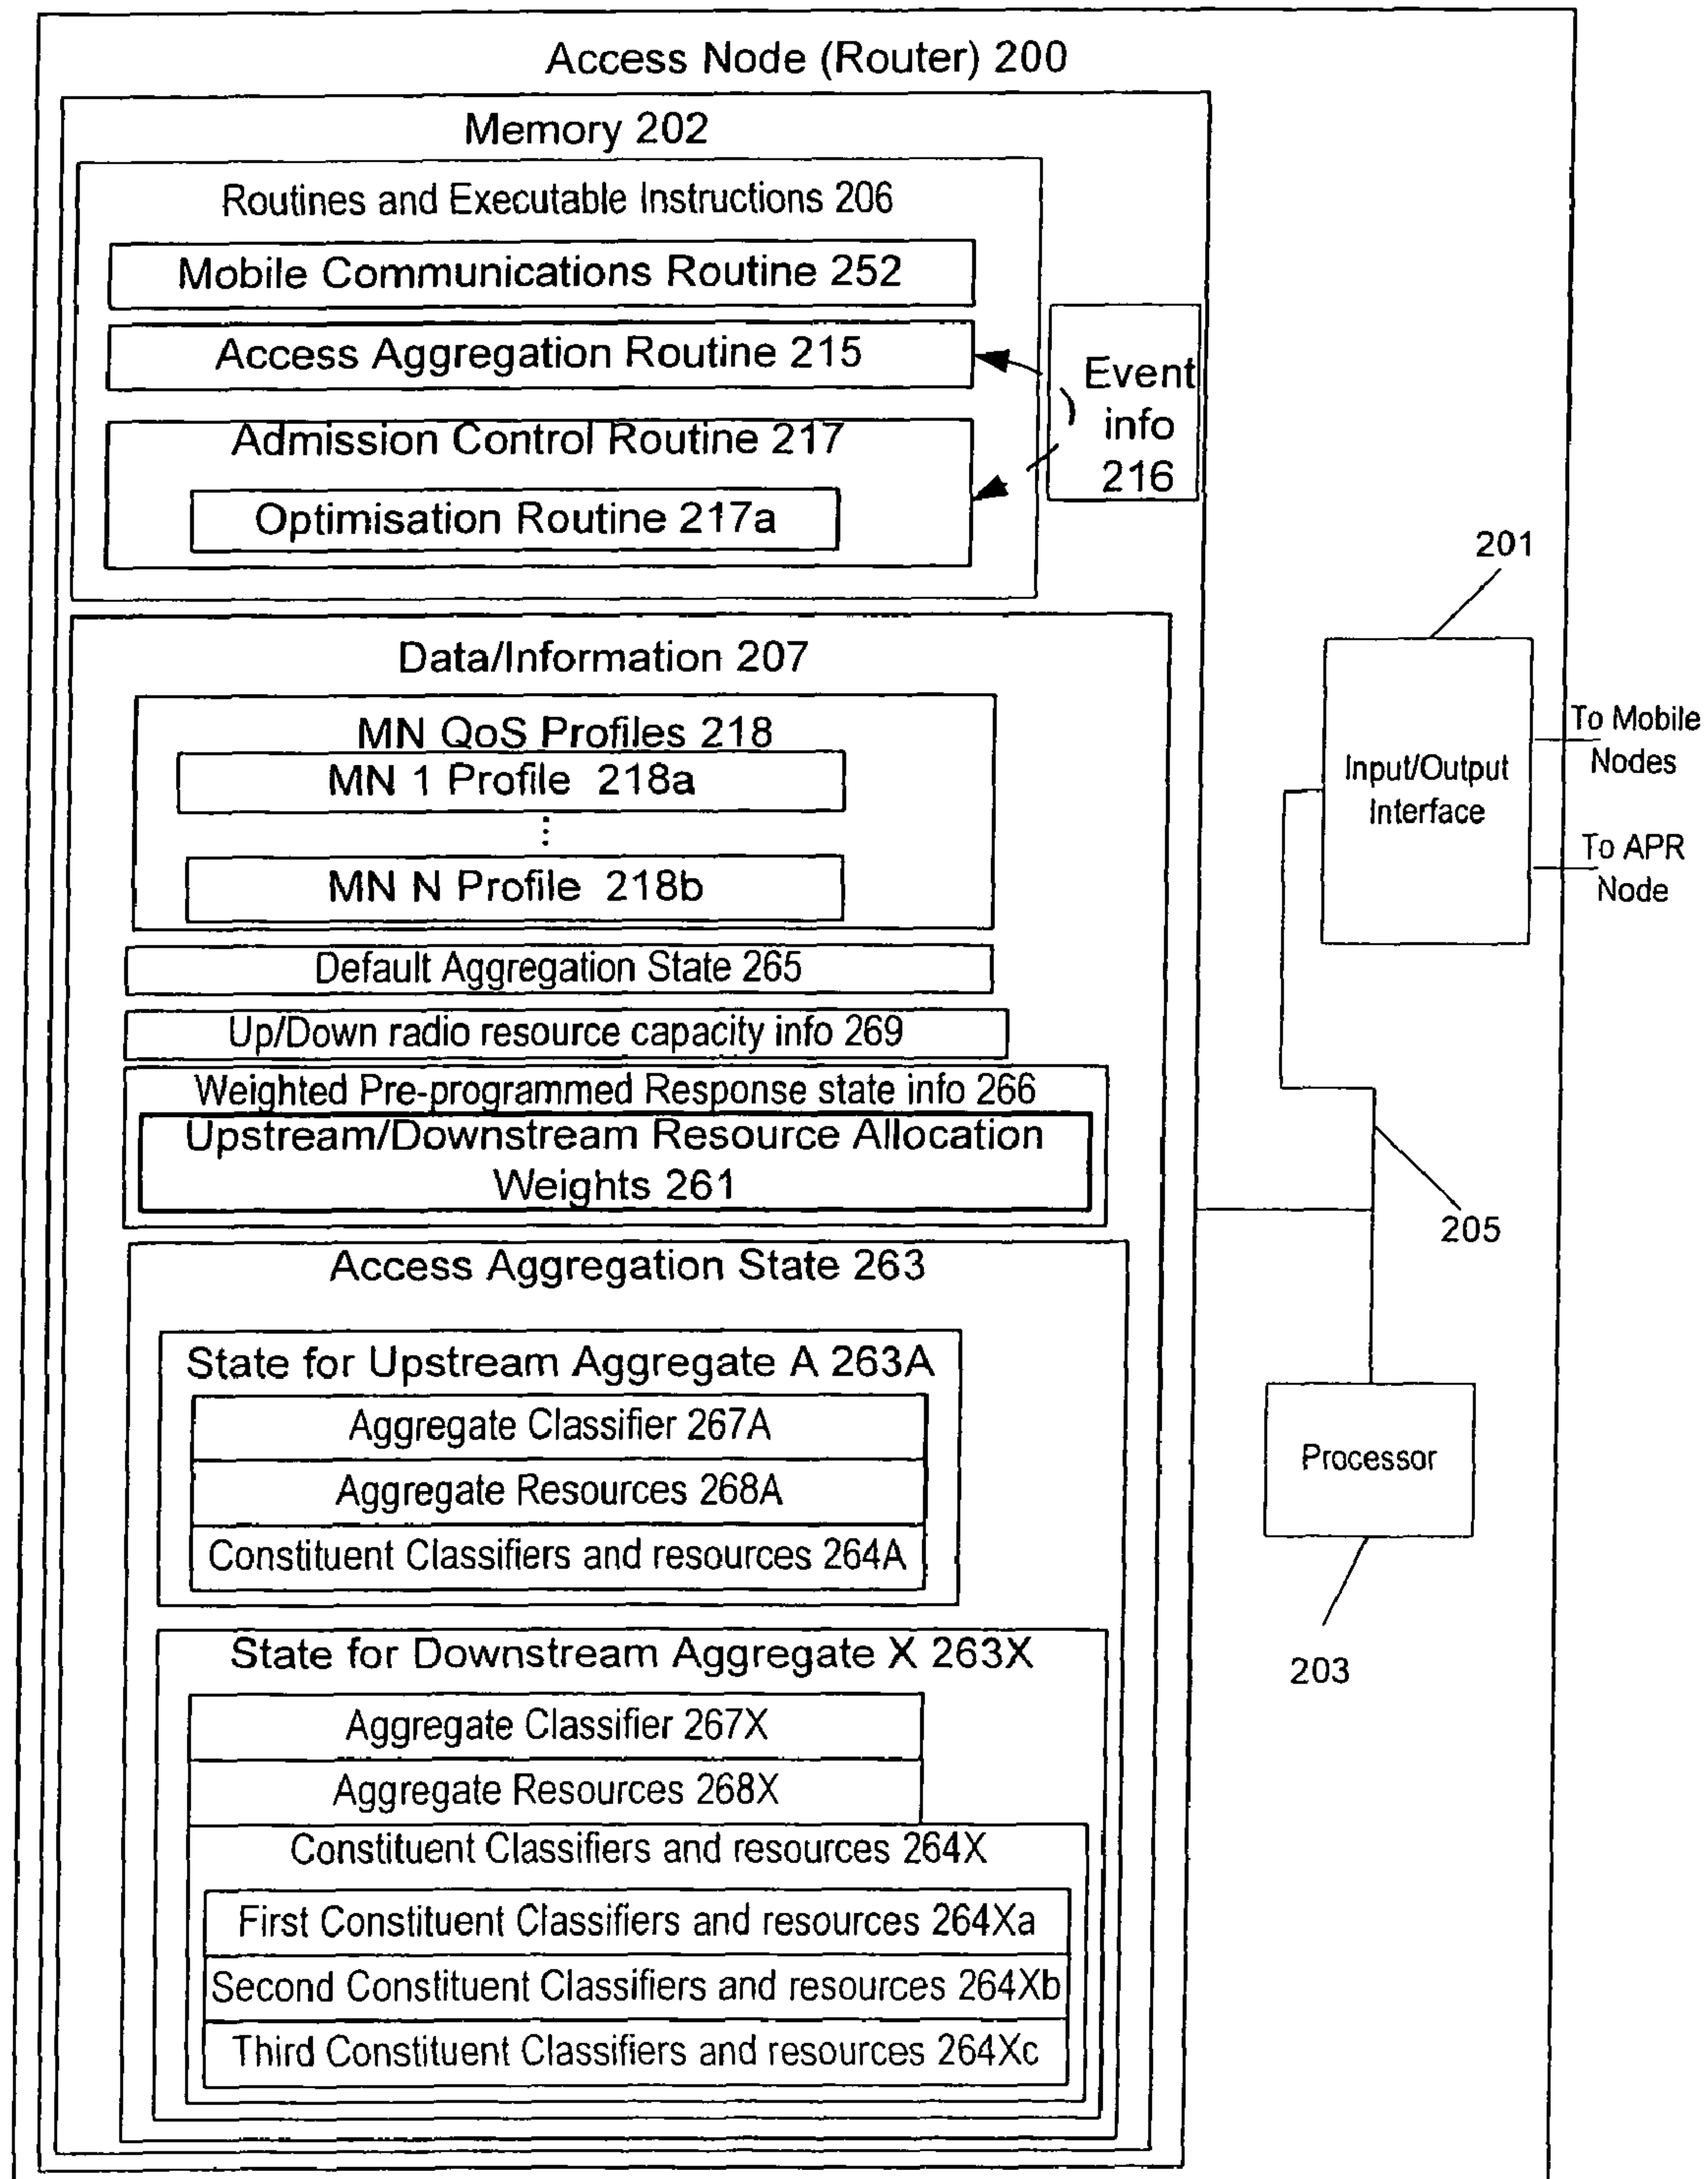 Access Node (Router) 200
Memory 202
Routines and Executable Instructions 206
Mobile Communications Routine 252
Access Aggregation Routine 215
Admission Control Routine 217
Optimisation Routine 217a
Event
info
216
Data/Information 207
MN QoS Profiles 218
MN 1 Profile 218a
⋮
MN N Profile 218b
Default Aggregation State 265
Up/Down radio resource capacity info 269
Weighted Pre-programmed Response state info 266
Upstream/Downstream Resource Allocation
Weights 261
Access Aggregation State 263
State for Upstream Aggregate A 263A
Aggregate Classifier 267A
Aggregate Resources 268A
Constituent Classifiers and resources 264A
State for Downstream Aggregate X 263X
Aggregate Classifier 267X
Aggregate Resources 268X
Constituent Classifiers and resources 264X
First Constituent Classifiers and resources 264Xa
Second Constituent Classifiers and resources 264Xb
Third Constituent Classifiers and resources 264Xc
201
Input/Output
Interface
To Mobile
Nodes
To APR
Node
205
Processor
203